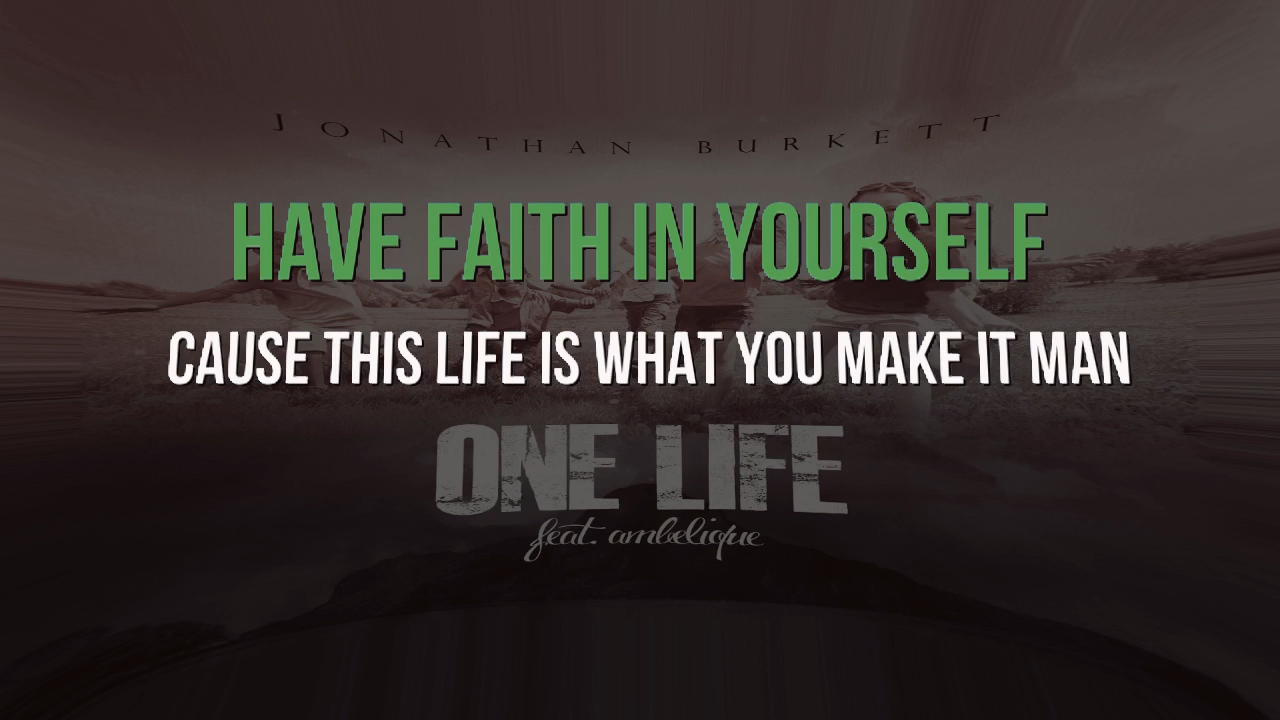 JONATHAN BURKETT
HAVE FAITH IN YOURSELF
CAUSE THIS LIFE IS WHAT YOU MAKE IT MAN
ONE LIFE
feat. ambelique